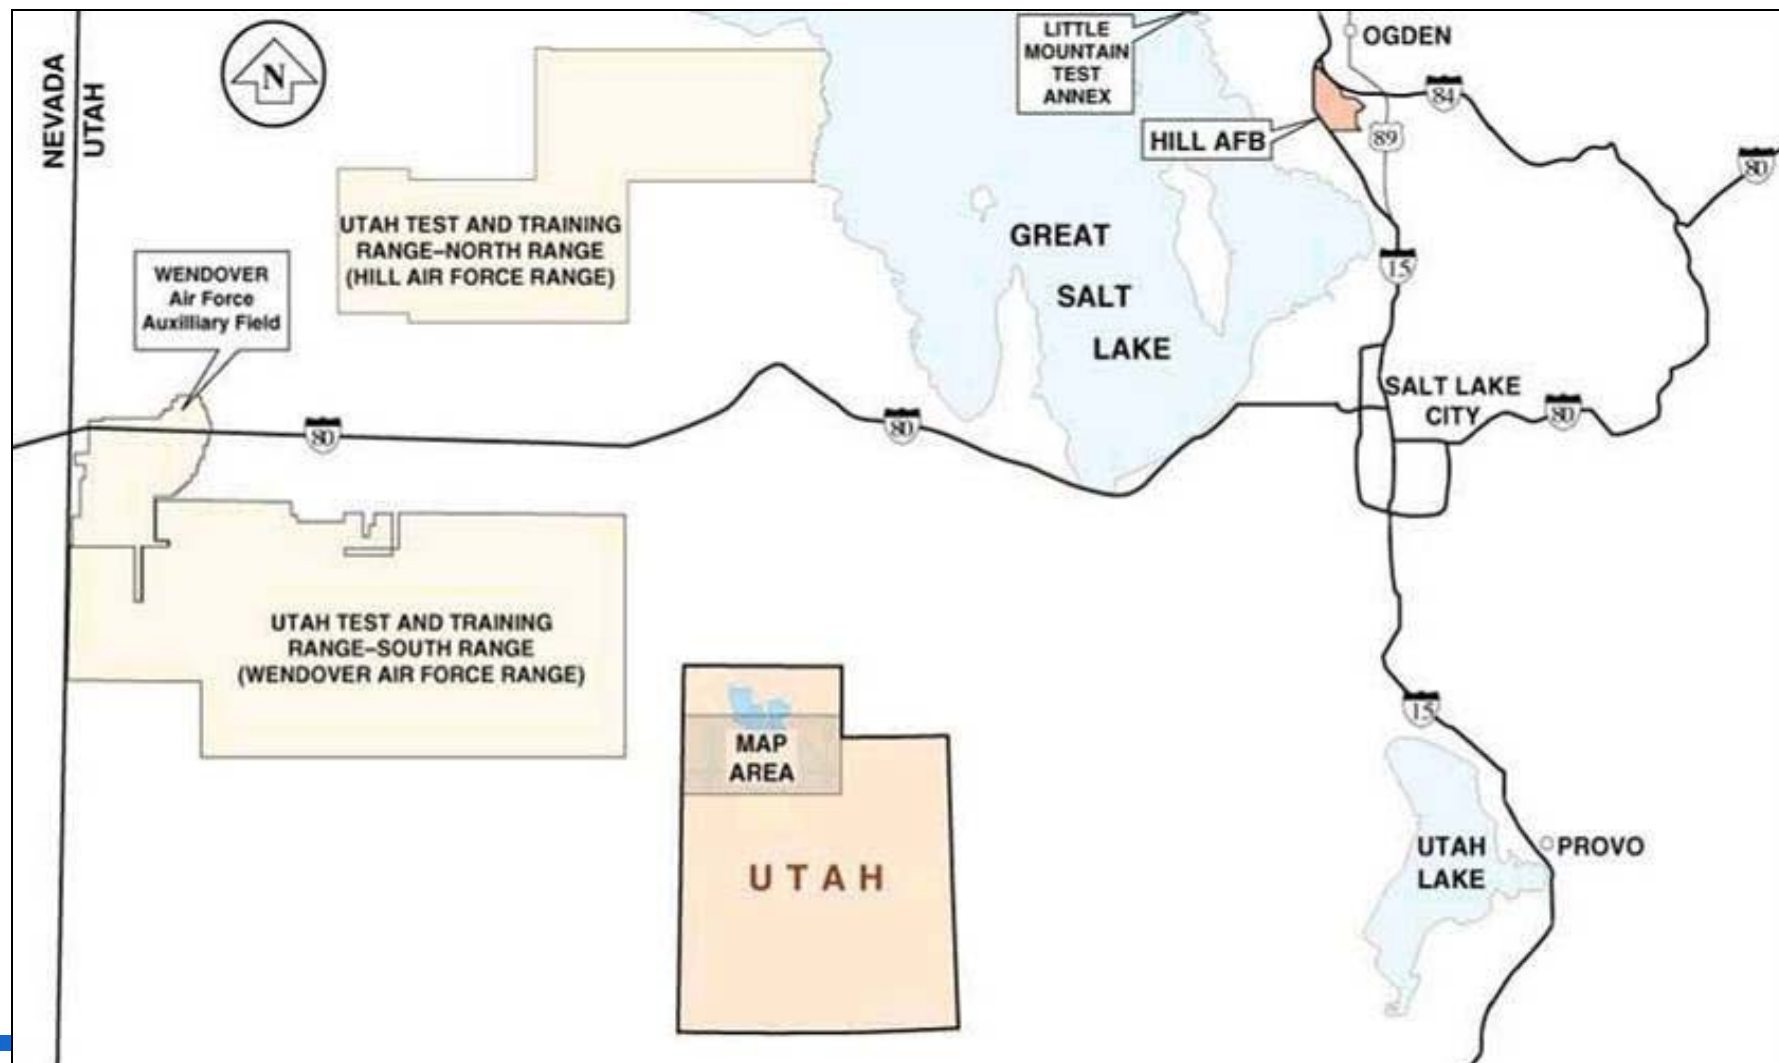 NEVADA
UTAH
N
LITTLE
MOUNTAIN
TEST
ANNEX
OGDEN
84
HILL AFB
89
80
UTAH TEST AND TRAINING
RANGE–NORTH RANGE
(HILL AIR FORCE RANGE)
GREAT
SALT
LAKE
15
WENDOVER
Air Force
Auxilliary Field
SALT LAKE
CITY
80
80
80
UTAH TEST AND TRAINING
RANGE–SOUTH RANGE
(WENDOVER AIR FORCE RANGE)
15
MAP
AREA
UTAH
UTAH
LAKE
PROVO